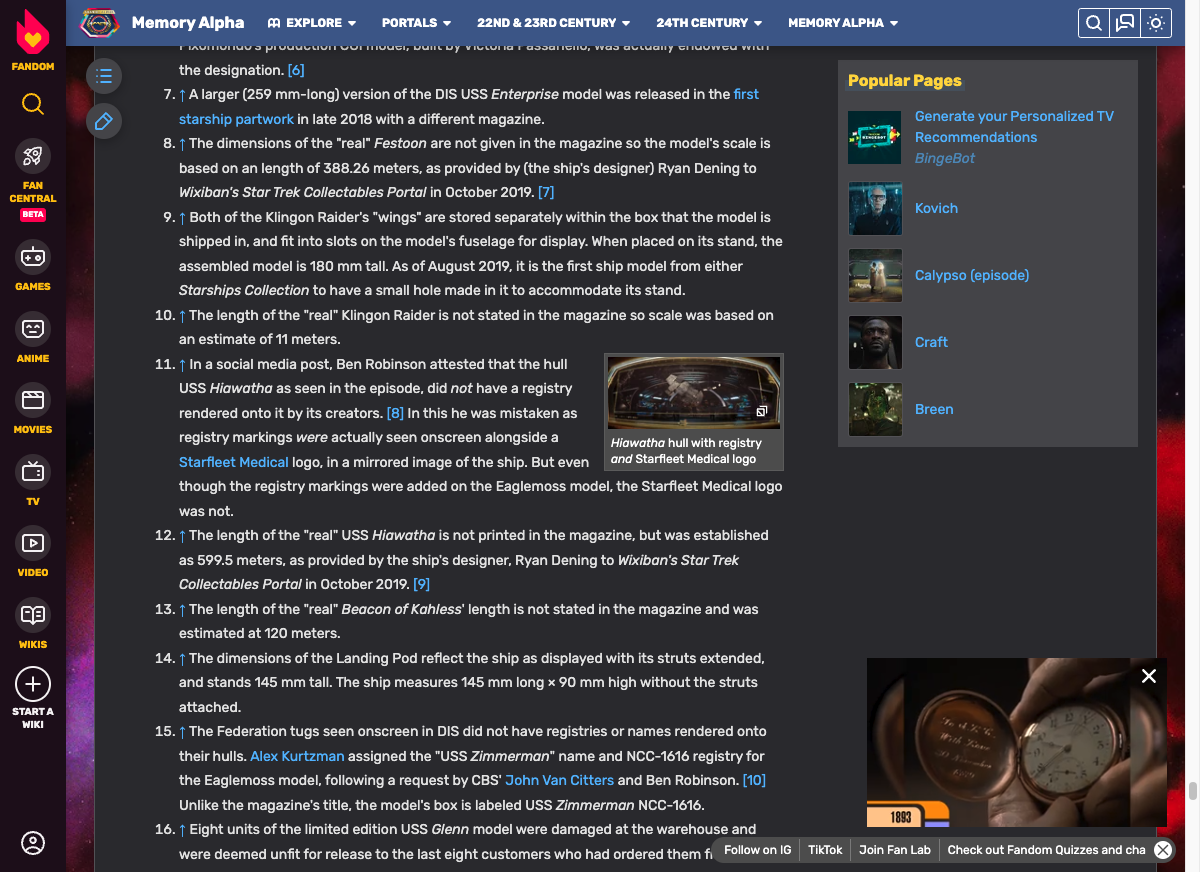 FANDOM
FAN
CENTRAL
BETA
GAMES
ANIME
MOVIES
TV
VIDEO
WIKIS
START A
WIKI
Memory Alpha
EXPLORE
PORTALS
22ND & 23RD CENTURY
24TH CENTURY
MEMORY ALPHA
Pixomondo's production CGI model, built by Victoria Passariello, was actually endowed with
the designation. [6]
7. ↑ A larger (259 mm-long) version of the DIS USS Enterprise model was released in the first
starship partwork in late 2018 with a different magazine.
8. ↑ The dimensions of the "real" Festoon are not given in the magazine so the model's scale is
based on an length of 388.26 meters, as provided by (the ship's designer) Ryan Dening to
Wixiban's Star Trek Collectables Portal in October 2019. [7]
9. ↑ Both of the Klingon Raider's "wings" are stored separately within the box that the model is
shipped in, and fit into slots on the model's fuselage for display. When placed on its stand, the
assembled model is 180 mm tall. As of August 2019, it is the first ship model from either
Starships Collection to have a small hole made in it to accommodate its stand.
10. ↑ The length of the "real" Klingon Raider is not stated in the magazine so scale was based on
an estimate of 11 meters.
11. ↑ In a social media post, Ben Robinson attested that the hull
USS Hiawatha as seen in the episode, did not have a registry
rendered onto it by its creators. [8] In this he was mistaken as
registry markings were actually seen onscreen alongside a
Starfleet Medical logo, in a mirrored image of the ship. But even
though the registry markings were added on the Eaglemoss model, the Starfleet Medical logo
was not.
Hiawatha hull with registry
and Starfleet Medical logo
12. ↑ The length of the "real" USS Hiawatha is not printed in the magazine, but was established
as 599.5 meters, as provided by the ship's designer, Ryan Dening to Wixiban's Star Trek
Collectables Portal in October 2019. [9]
13. ↑ The length of the "real" Beacon of Kahless' length is not stated in the magazine and was
estimated at 120 meters.
14. ↑ The dimensions of the Landing Pod reflect the ship as displayed with its struts extended,
and stands 145 mm tall. The ship measures 145 mm long × 90 mm high without the struts
attached.
15. ↑ The Federation tugs seen onscreen in DIS did not have registries or names rendered onto
their hulls. Alex Kurtzman assigned the "USS Zimmerman" name and NCC-1616 registry for
the Eaglemoss model, following a request by CBS' John Van Citters and Ben Robinson. [10]
Unlike the magazine's title, the model's box is labeled USS Zimmerman NCC-1616.
16. ↑ Eight units of the limited edition USS Glenn model were damaged at the warehouse and
were deemed unfit for release to the last eight customers who had ordered them
Popular Pages
Generate your Personalized TV
Recommendations
BingeBot
Kovich
Calypso (episode)
Craft
Breen
1893
Follow on IG
TikTok
Join Fan Lab
Check out Fandom Quizzes and cha